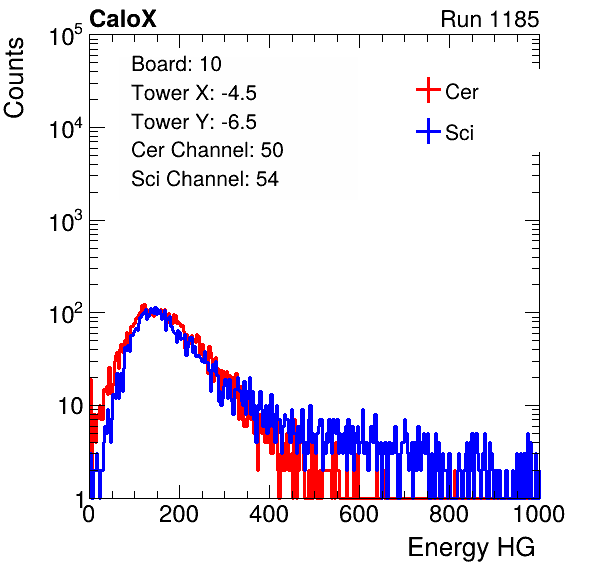 CaloX Run 1185
Counts
Board: 10
Tower X: -4.5
Tower Y: -6.5
Cer Channel: 50
Sci Channel: 54
Cer
Sci
10^5
10^4
10^3
10^2
10
1
0 200 400 600 800 1000
Energy HG